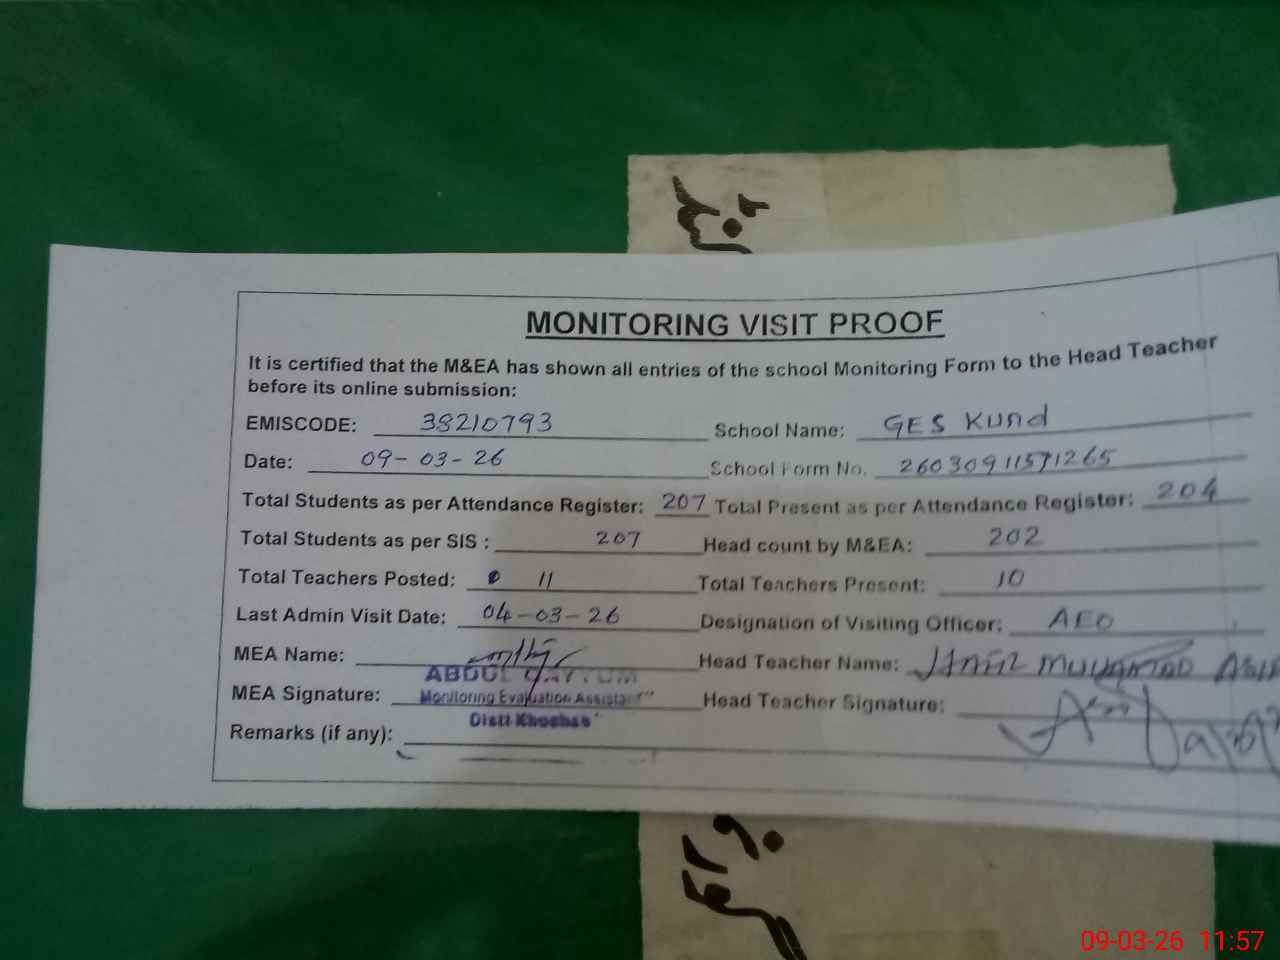 MONITORING VISIT PROOF
It is certified that the M&EA has shown all entries of the school Monitoring Form to the Head Teacher
before its online submission:
EMISCODE: 38210793 School Name: GES Kund
Date: 09-03-26 School Form No. 26030911571265
Total Students as per Attendance Register: 207 Total Present as per Attendance Register: 204
Total Students as per SIS : 207 Head count by M&EA: 202
Total Teachers Posted: 11 Total Teachers Present: 10
Last Admin Visit Date: 04-03-26 Designation of Visiting Officer: AEO
MEA Name: Head Teacher Name:
ABDUL QAYYUM
MEA Signature: Monitoring Evaluation Assistant Head Teacher Signature:
Distt Khushab
Remarks (if any):
09-03-26 11:57